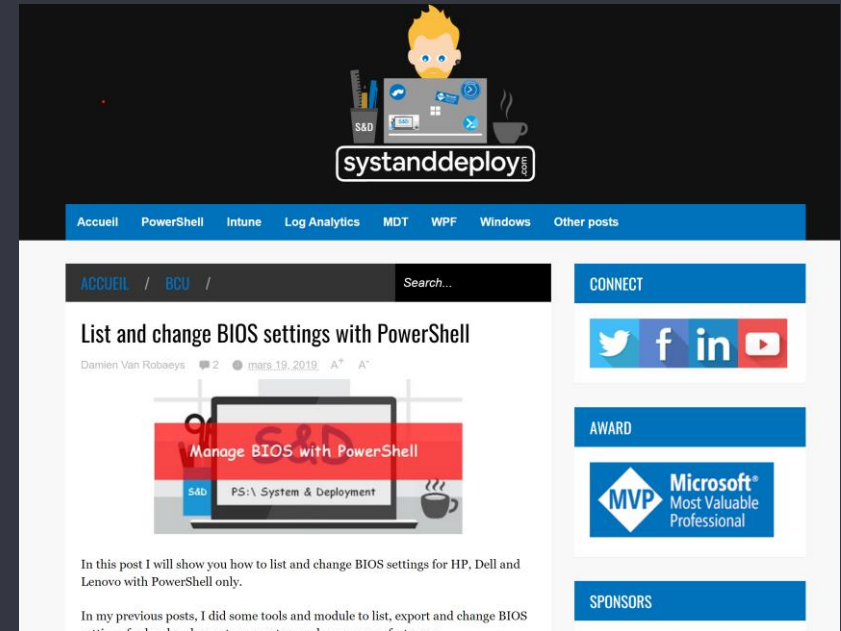 S&D
S&D
systanddeploy.com
Accueil PowerShell Intune Log Analytics MDT WPF Windows Other posts
ACCUEIL / BCU /
Search...
List and change BIOS settings with PowerShell
Damien Van Robaeys 2 mars 19, 2019 A+ A-
S&D
Manage BIOS with PowerShell
S&D
PS:\ System & Deployment
In this post I will show you how to list and change BIOS settings for HP, Dell and
Lenovo with PowerShell only.
In my previous posts, I did some tools and module to list, export and change BIOS
CONNECT
f in
AWARD
MVP
Microsoft®
Most Valuable
Professional
SPONSORS